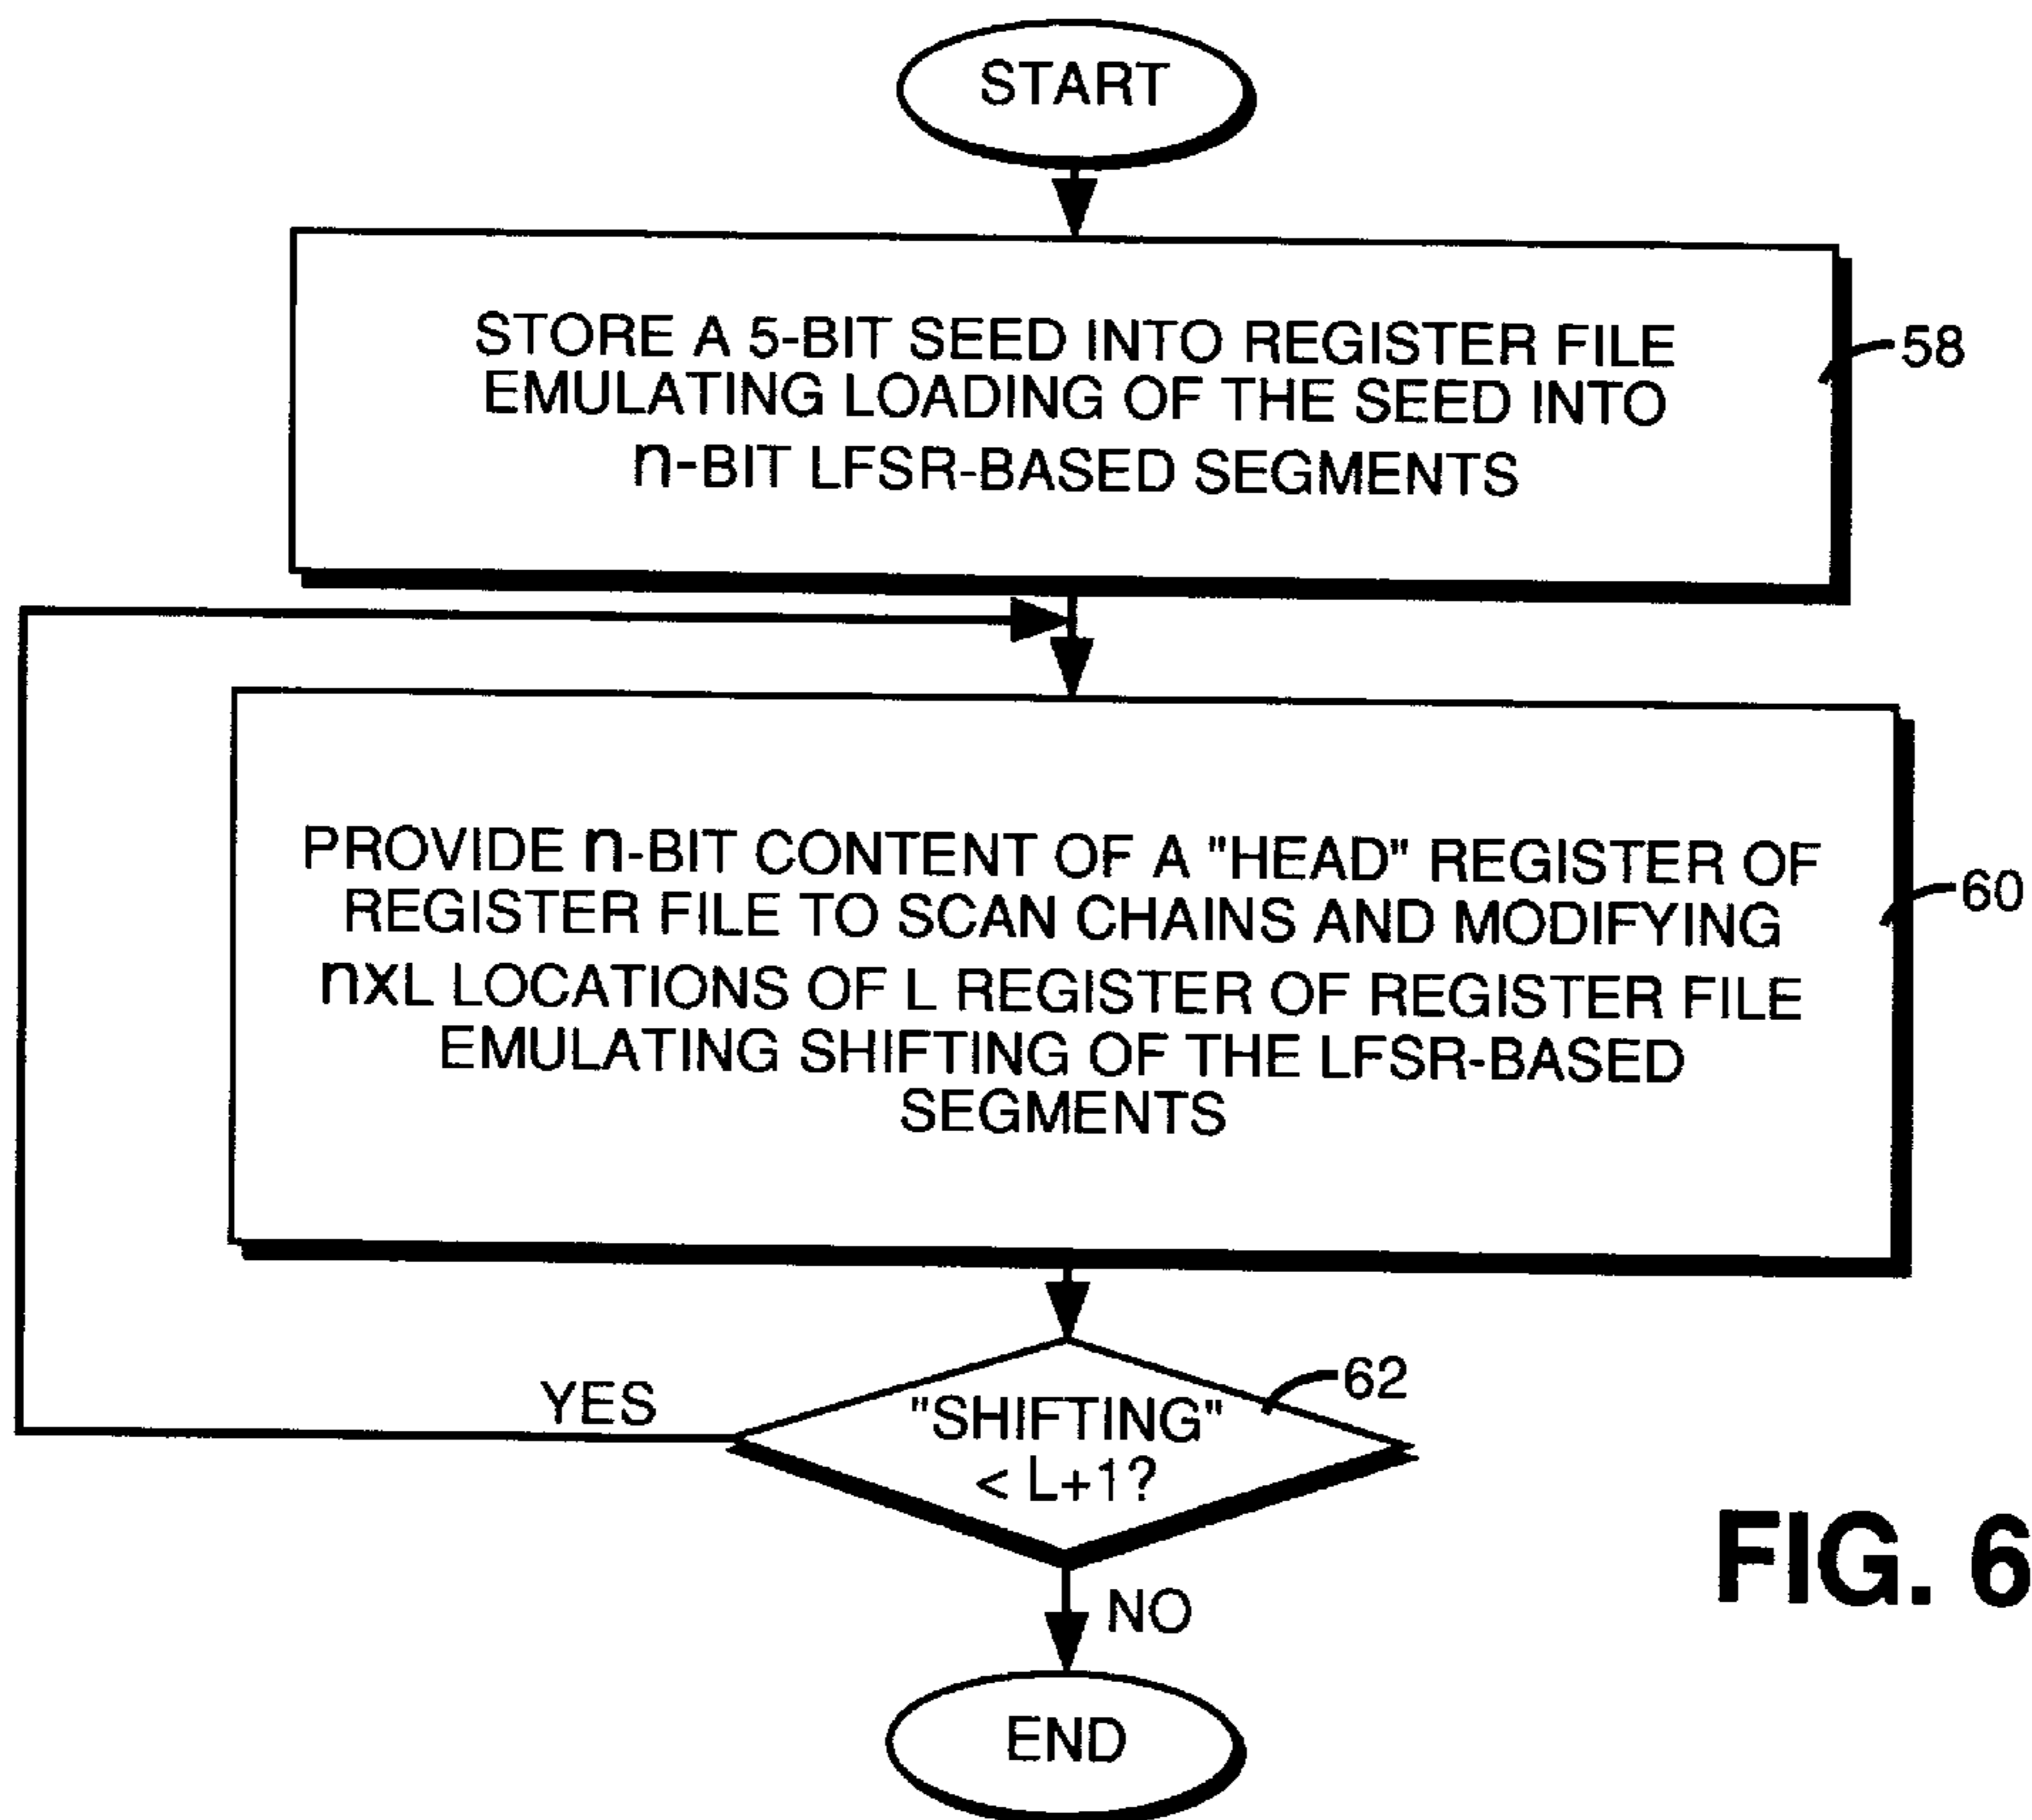 START
STORE A 5-BIT SEED INTO REGISTER FILE
EMULATING LOADING OF THE SEED INTO
n-BIT LFSR-BASED SEGMENTS
58
PROVIDE n-BIT CONTENT OF A "HEAD" REGISTER OF
REGISTER FILE TO SCAN CHAINS AND MODIFYING
nxL LOCATIONS OF L REGISTER OF REGISTER FILE
EMULATING SHIFTING OF THE LFSR-BASED
SEGMENTS
60
YES
"SHIFTING"
< L+1?
62
NO
END
FIG. 6